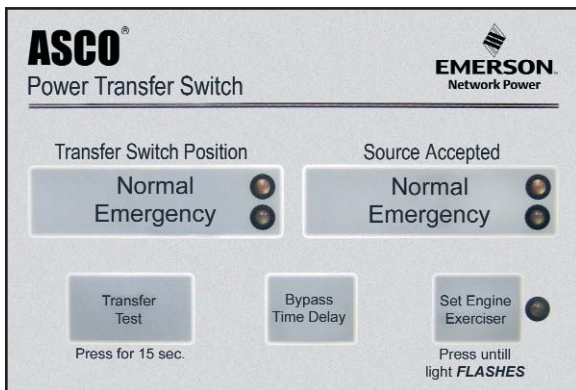 ASCO®
Power Transfer Switch
EMERSON™
Network Power
Transfer Switch Position
Normal
Emergency
Source Accepted
Normal
Emergency
Transfer
Test
Press for 15 sec.
Bypass
Time Delay
Set Engine
Exerciser
Press untill
light FLASHES